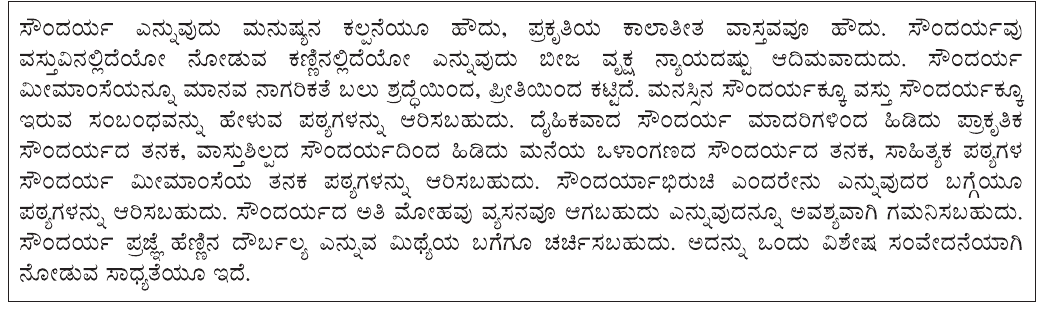 ಸೌಂದರ್ಯ ಎನ್ನುವುದು ಮನುಷ್ಯನ ಕಲ್ಪನೆಯೂ ಹೌದು, ಪ್ರಕೃತಿಯ ಕಾಲಾತೀತ ವಾಸ್ತವವೂ ಹೌದು. ಸೌಂದರ್ಯವು
ವಸ್ತುವಿನಲ್ಲಿದೆಯೋ ನೋಡುವ ಕಣ್ಣಿನಲ್ಲಿದೆಯೋ ಎನ್ನುವುದು ಬೀಜ ವೃಕ್ಷ ನ್ಯಾಯದಷ್ಟು ಆದಿಮವಾದುದು. ಸೌಂದರ್ಯ
ಮೀಮಾಂಸೆಯನ್ನೂ ಮಾನವ ನಾಗರಿಕತೆ ಬಲು ಶ್ರದ್ಧೆಯಿಂದ, ಪ್ರೀತಿಯಿಂದ ಕಟ್ಟಿದೆ. ಮನಸ್ಸಿನ ಸೌಂದರ್ಯಕ್ಕೂ ವಸ್ತು ಸೌಂದರ್ಯಕ್ಕೂ
ಇರುವ ಸಂಬಂಧವನ್ನು ಹೇಳುವ ಪಠ್ಯಗಳನ್ನು ಆರಿಸಬಹುದು. ದೈಹಿಕವಾದ ಸೌಂದರ್ಯ ಮಾದರಿಗಳಿಂದ ಹಿಡಿದು ಪ್ರಾಕೃತಿಕ
ಸೌಂದರ್ಯದ ತನಕ, ವಾಸ್ತುಶಿಲ್ಪದ ಸೌಂದರ್ಯದಿಂದ ಹಿಡಿದು ಮನೆಯ ಒಳಾಂಗಣದ ಸೌಂದರ್ಯದ ತನಕ, ಸಾಹಿತ್ಯಕ ಪಠ್ಯಗಳ
ಸೌಂದರ್ಯ ಮೀಮಾಂಸೆಯ ತನಕ ಪಠ್ಯಗಳನ್ನು ಆರಿಸಬಹುದು. ಸೌಂದರ್ಯಾಭಿರುಚಿ ಎಂದರೇನು ಎನ್ನುವುದರ ಬಗ್ಗೆಯೂ
ಪಠ್ಯಗಳನ್ನು ಆರಿಸಬಹುದು. ಸೌಂದರ್ಯದ ಅತಿ ಮೋಹವು ವ್ಯಸನವೂ ಆಗಬಹುದು ಎನ್ನುವುದನ್ನೂ ಅವಶ್ಯವಾಗಿ ಗಮನಿಸಬಹುದು.
ಸೌಂದರ್ಯ ಪ್ರಜ್ಞೆ ಹೆಣ್ಣಿನ ದೌರ್ಬಲ್ಯ ಎನ್ನುವ ಮಿಥ್ಯೆಯ ಬಗೆಗೂ ಚರ್ಚಿಸಬಹುದು. ಅದನ್ನು ಒಂದು ವಿಶೇಷ ಸಂವೇದನೆಯಾಗಿ
ನೋಡುವ ಸಾಧ್ಯತೆಯೂ ಇದೆ.